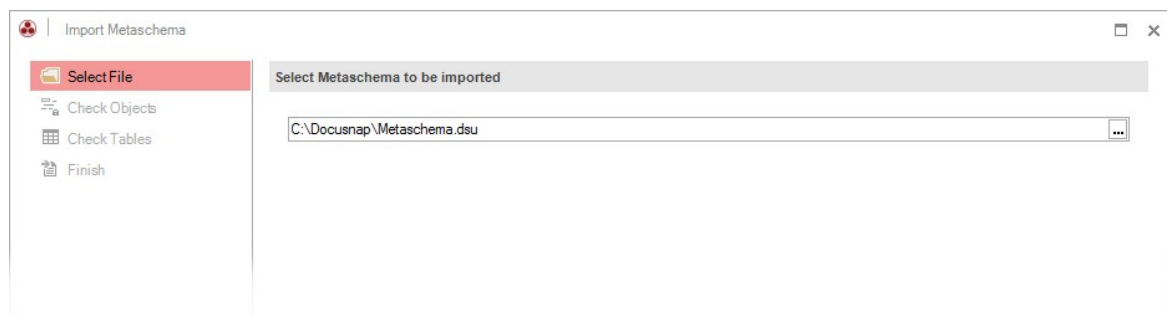 Import Metaschema
Select File
Select Metaschema to be imported
Check Objects
C:\Docusnap\Metaschema.dsu
...
Check Tables
Finish